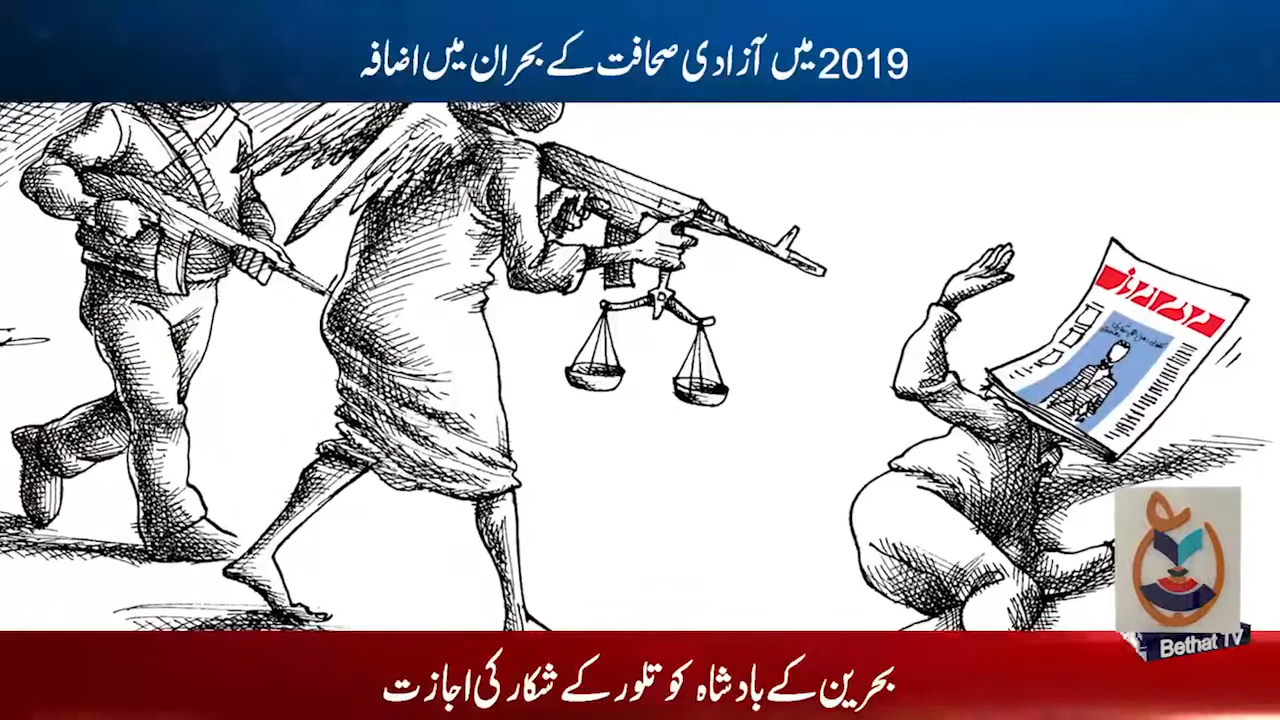 2019 میں آزادی صحافت کے بحران میں اضافہ
Bethat TV
بحرین کے بادشاہ کو تلور کے شکار کی اجازت